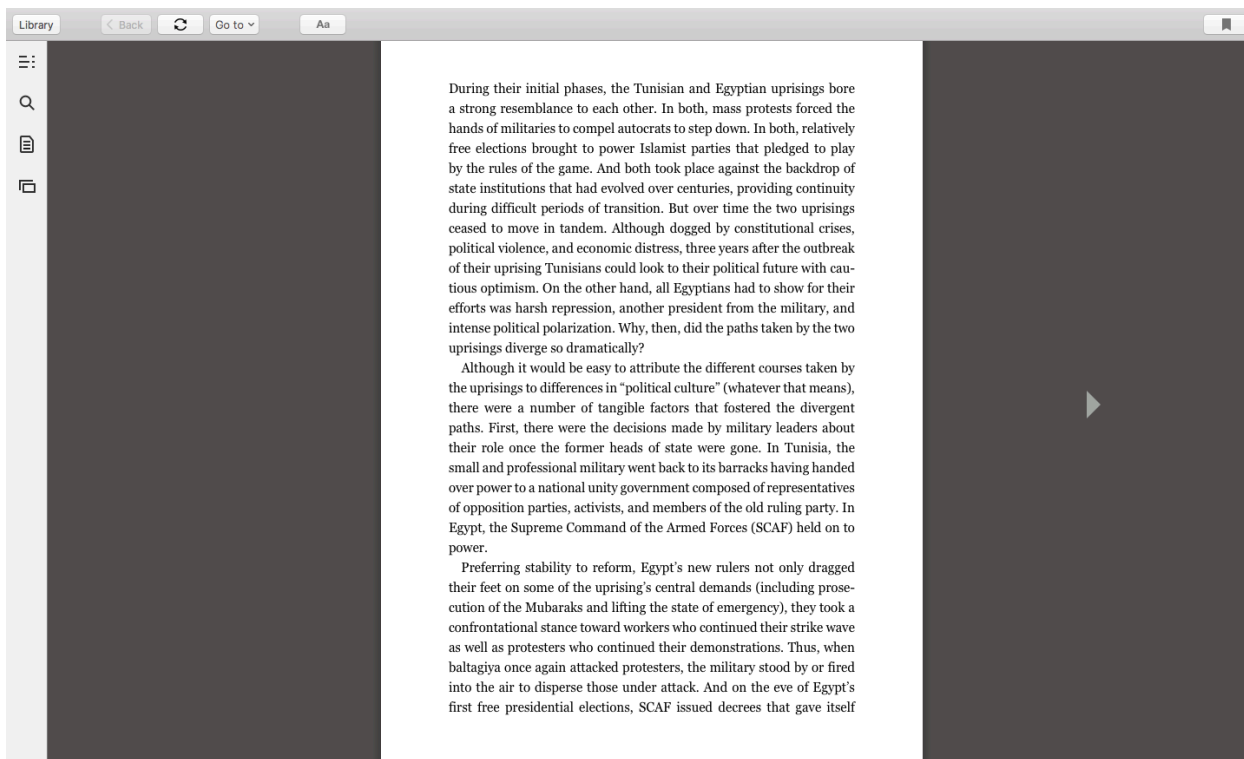 Library
Back
Go to
Aa
During their initial phases, the Tunisian and Egyptian uprisings bore
a strong resemblance to each other. In both, mass protests forced the
hands of militaries to compel autocrats to step down. In both, relatively
free elections brought to power Islamist parties that pledged to play
by the rules of the game. And both took place against the backdrop of
state institutions that had evolved over centuries, providing continuity
during difficult periods of transition. But over time the two uprisings
ceased to move in tandem. Although dogged by constitutional crises,
political violence, and economic distress, three years after the outbreak
of their uprising Tunisians could look to their political future with cau-
tious optimism. On the other hand, all Egyptians had to show for their
efforts was harsh repression, another president from the military, and
intense political polarization. Why, then, did the paths taken by the two
uprisings diverge so dramatically?
Although it would be easy to attribute the different courses taken by
the uprisings to differences in “political culture” (whatever that means),
there were a number of tangible factors that fostered the divergent
paths. First, there were the decisions made by military leaders about
their role once the former heads of state were gone. In Tunisia, the
small and professional military went back to its barracks having handed
over power to a national unity government composed of representatives
of opposition parties, activists, and members of the old ruling party. In
Egypt, the Supreme Command of the Armed Forces (SCAF) held on to
power.
Preferring stability to reform, Egypt’s new rulers not only dragged
their feet on some of the uprising’s central demands (including prose-
cution of the Mubaraks and lifting the state of emergency), they took a
confrontational stance toward workers who continued their strike wave
as well as protesters who continued their demonstrations. Thus, when
baltagiya once again attacked protesters, the military stood by or fired
into the air to disperse those under attack. And on the eve of Egypt’s
first free presidential elections, SCAF issued decrees that gave itself